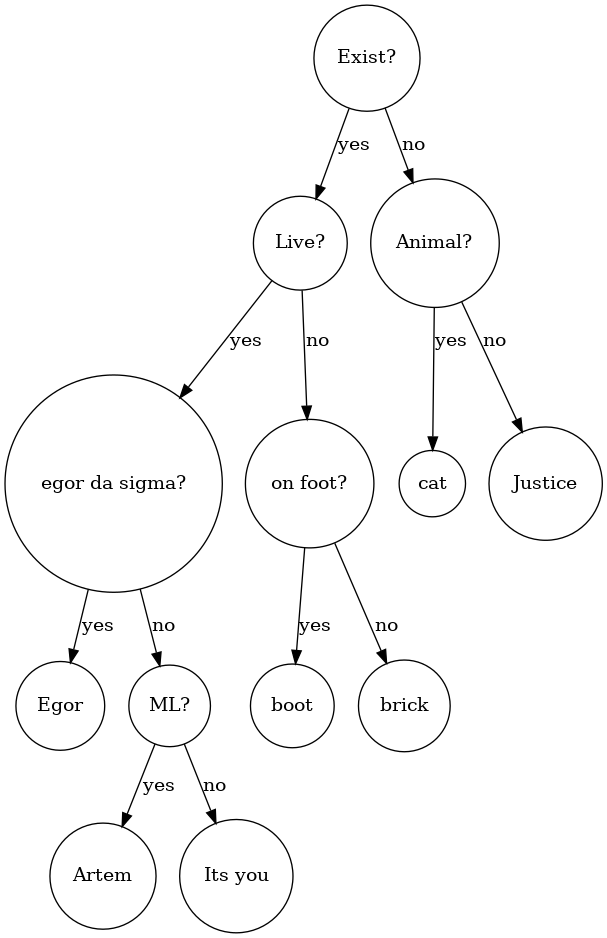 Exist?
yes
no
Live?
Animal?
yes
no
yes
no
egor da sigma?
on foot?
cat
Justice
yes
no
yes
no
Egor
ML?
boot
brick
yes
no
Artem
Its you